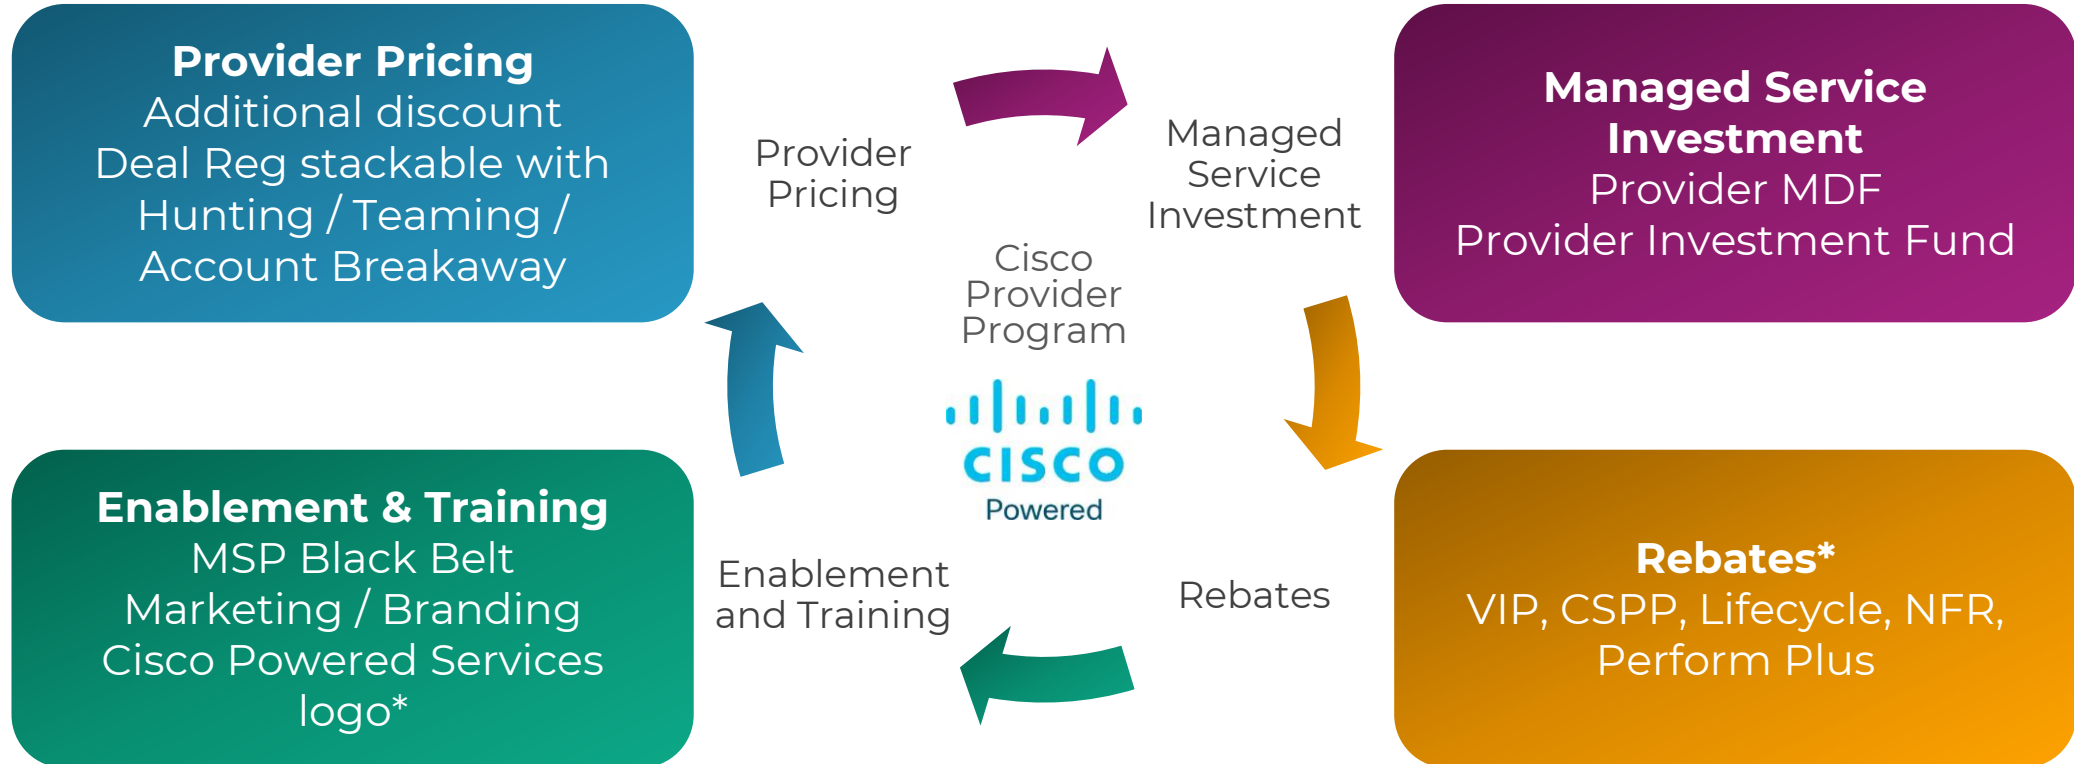 Provider Pricing
Additional discount
Deal Reg stackable with
Hunting / Teaming /
Account Breakaway
Provider
Pricing
Managed
Service
Investment
Managed Service
Investment
Provider MDF
Provider Investment Fund
Cisco
Provider
Program
CISCO
Powered
Enablement & Training
MSP Black Belt
Marketing / Branding
Cisco Powered Services
logo*
Enablement
and Training
Rebates
Rebates*
VIP, CSPP, Lifecycle, NFR,
Perform Plus